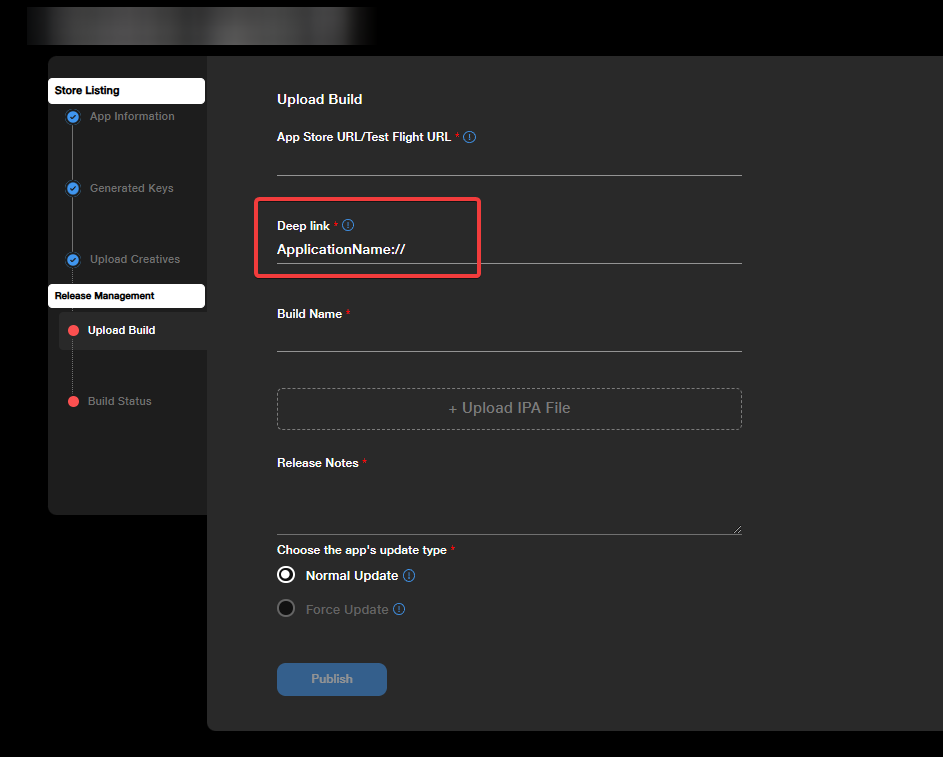 Store Listing
App Information
Generated Keys
Upload Creatives
Release Management
Upload Build
Build Status
Upload Build
App Store URL/Test Flight URL *
Deep link *
ApplicationName://
Build Name *
+ Upload IPA File
Release Notes *
Choose the app's update type *
Normal Update
Force Update
Publish